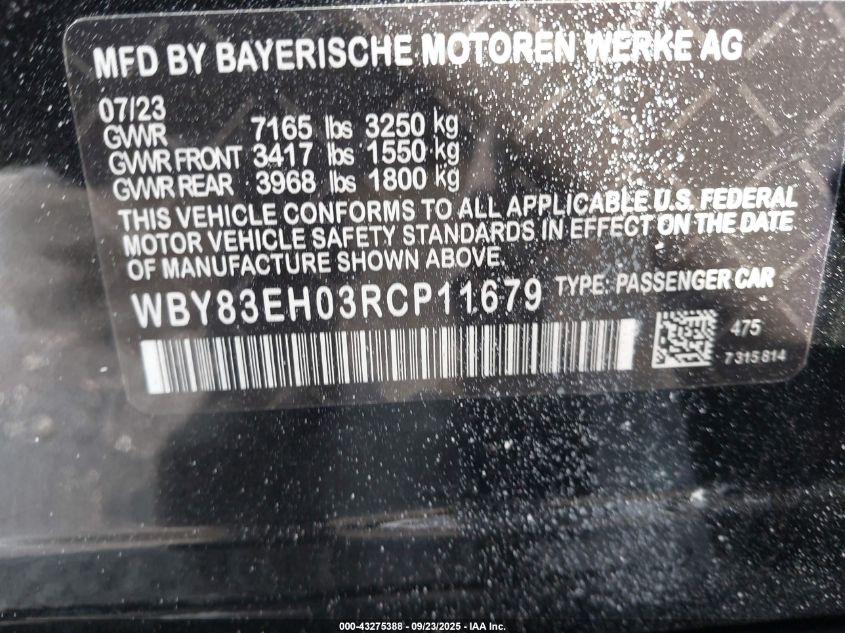 MFD BY BAYERISCHE MOTOREN WERKE AG
07/23
GVWR 7165 lbs 3250 kg
GVWR FRONT 3417 lbs 1550 kg
GVWR REAR 3968 lbs 1800 kg
THIS VEHICLE CONFORMS TO ALL APPLICABLE U.S. FEDERAL
MOTOR VEHICLE SAFETY STANDARDS IN EFFECT ON THE DATE
OF MANUFACTURE SHOWN ABOVE.
WBY83EH03RCP11679 TYPE: PASSENGER CAR
475
7315814
000-43275388 - 09/23/2025 - IAA Inc.